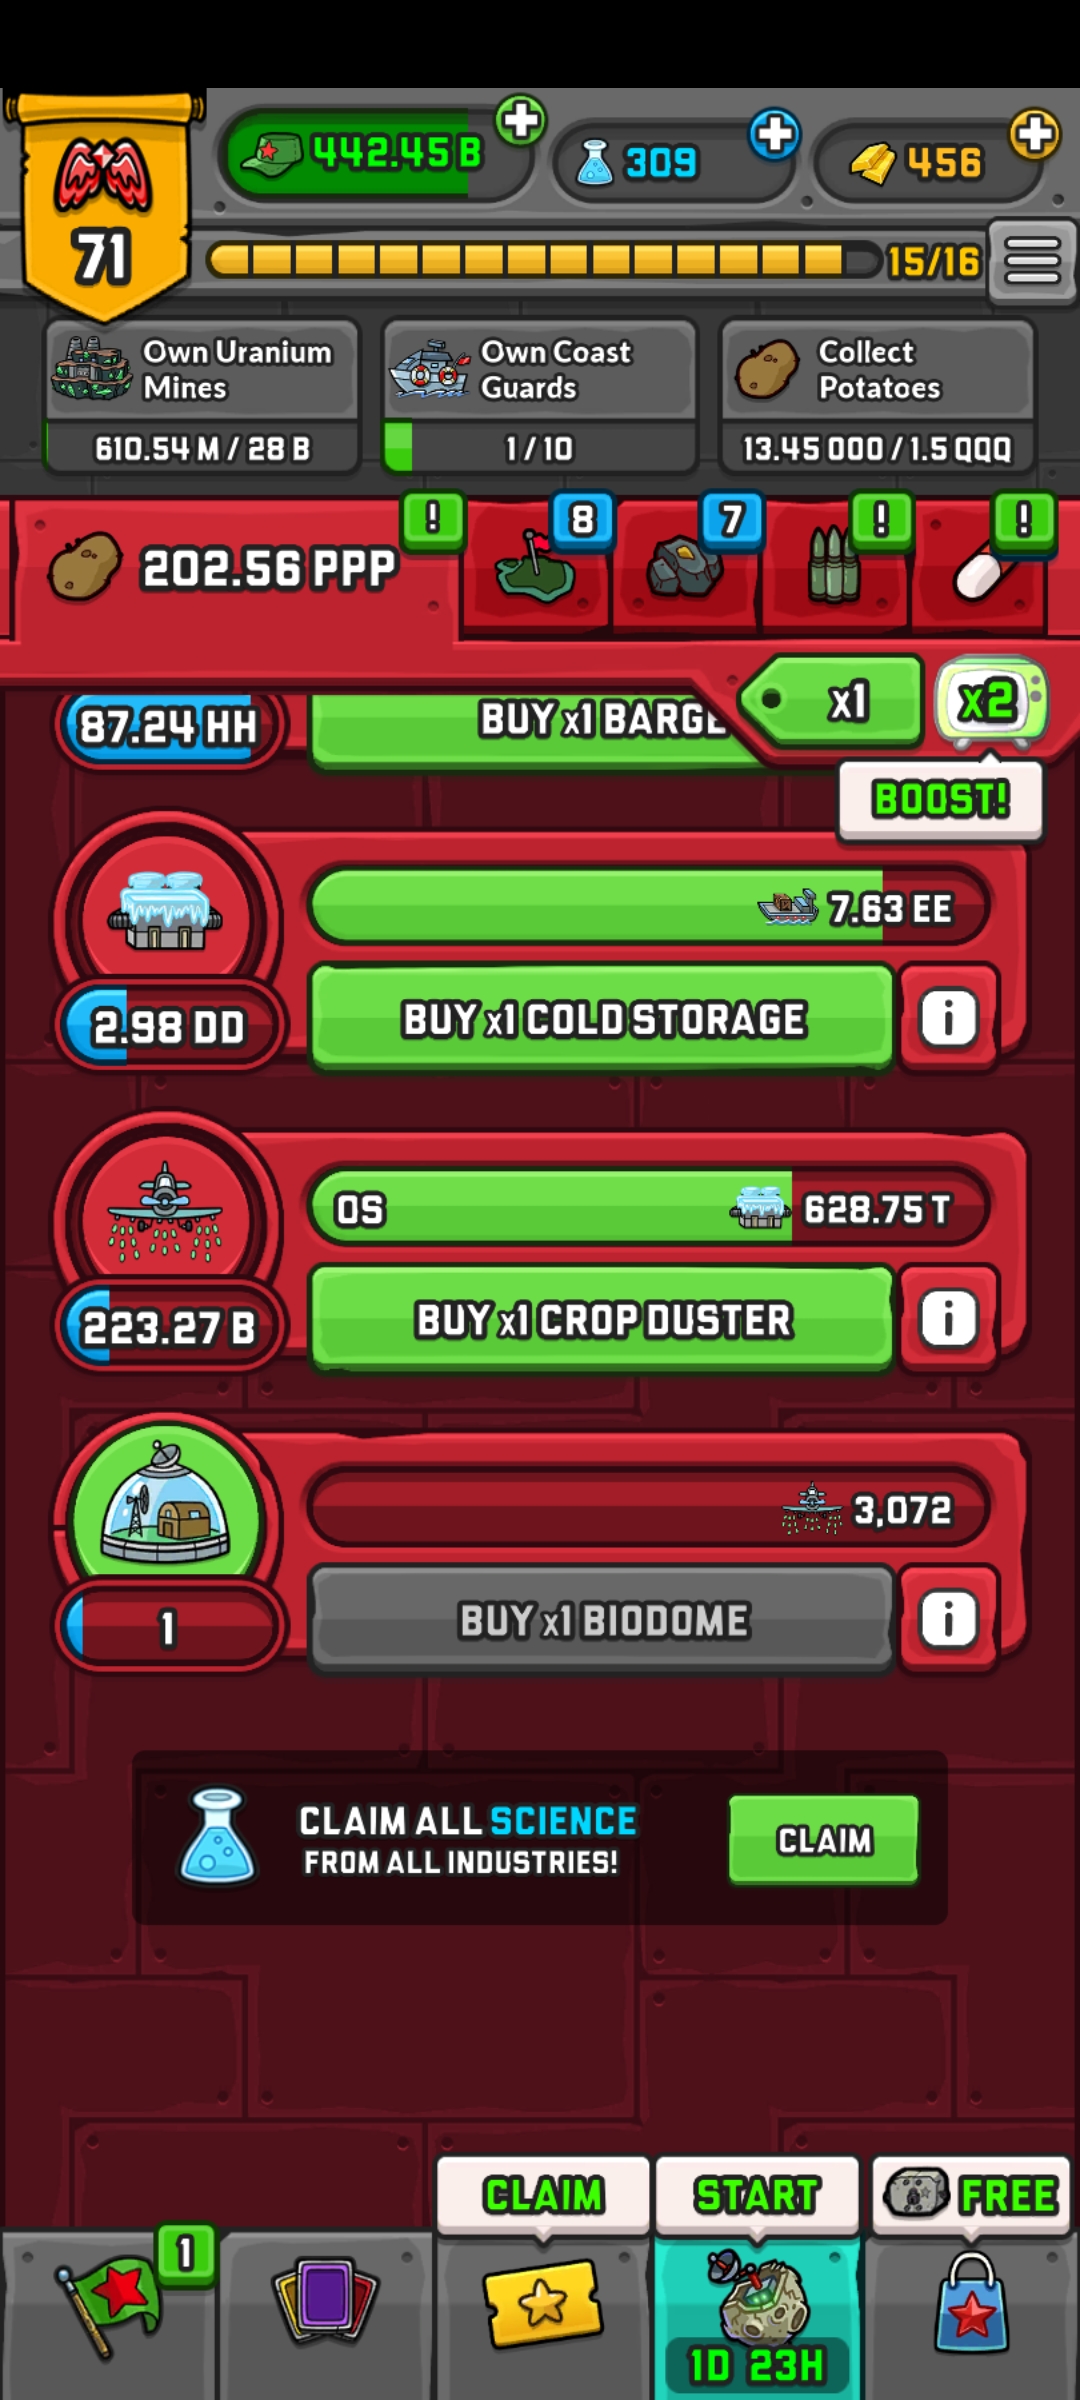 442.45 B
309
456
71
15/16
Own Uranium
Mines
610.54 M / 28 B
Own Coast
Guards
1 / 10
Collect
Potatoes
13.45 000 / 1.5 QQQ
202.56 PPP
!
8
7
!
!
x1
x2
BOOST!
87.24 HH
BUY x1 BARGE
7.63 EE
2.98 DD
BUY x1 COLD STORAGE
i
0S
628.75 T
223.27 B
BUY x1 CROP DUSTER
i
3,072
1
BUY x1 BIODOME
i
CLAIM ALL SCIENCE
FROM ALL INDUSTRIES!
CLAIM
CLAIM
START
FREE
1
1D 23H